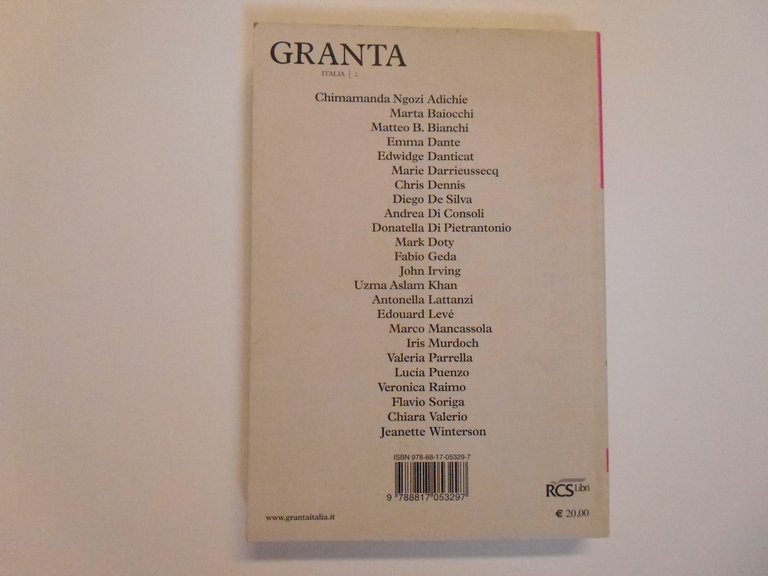 GRANTA
ITALIA | 2
Chimamanda Ngozi Adichie
Marta Baiocchi
Matteo B. Bianchi
Emma Dante
Edwidge Danticat
Marie Darrieussecq
Chris Dennis
Diego De Silva
Andrea Di Consoli
Donatella Di Pietrantonio
Mark Doty
Fabio Geda
John Irving
Uzma Aslam Khan
Antonella Lattanzi
Edouard Levé
Marco Mancassola
Iris Murdoch
Valeria Parrella
Lucía Puenzo
Veronica Raimo
Flavio Soriga
Chiara Valerio
Jeanette Winterson
ISBN 978-88-17-05329-7
9 788817 053297
RCS Libri
www.grantaitalia.it
€ 20,00